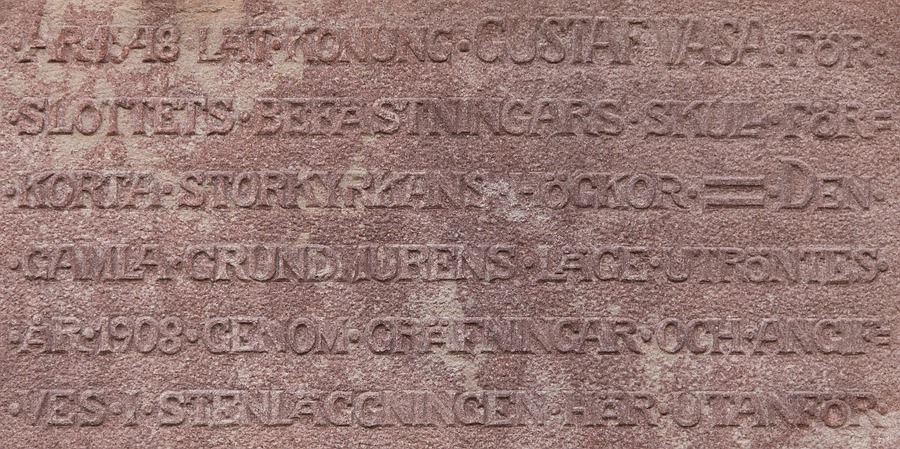 ·ÅR·1548·LÄT·KONUNG·GUSTAF VASA·FÖR·
·SLOTTETS·BEFÄSTNINGARS·SKULL·FÖR=
·KORTA·STORKYRKANS·HÖGKOR·=·DEN·
·GAMLA·GRUNDMURENS·LÄGE·UTRÖNTES·
·ÅR·1908·GENOM·GRÄFNINGAR·OCH·ANGIF=
·VES·I·STENLÄGGNINGEN·HÄR·UTANFÖR